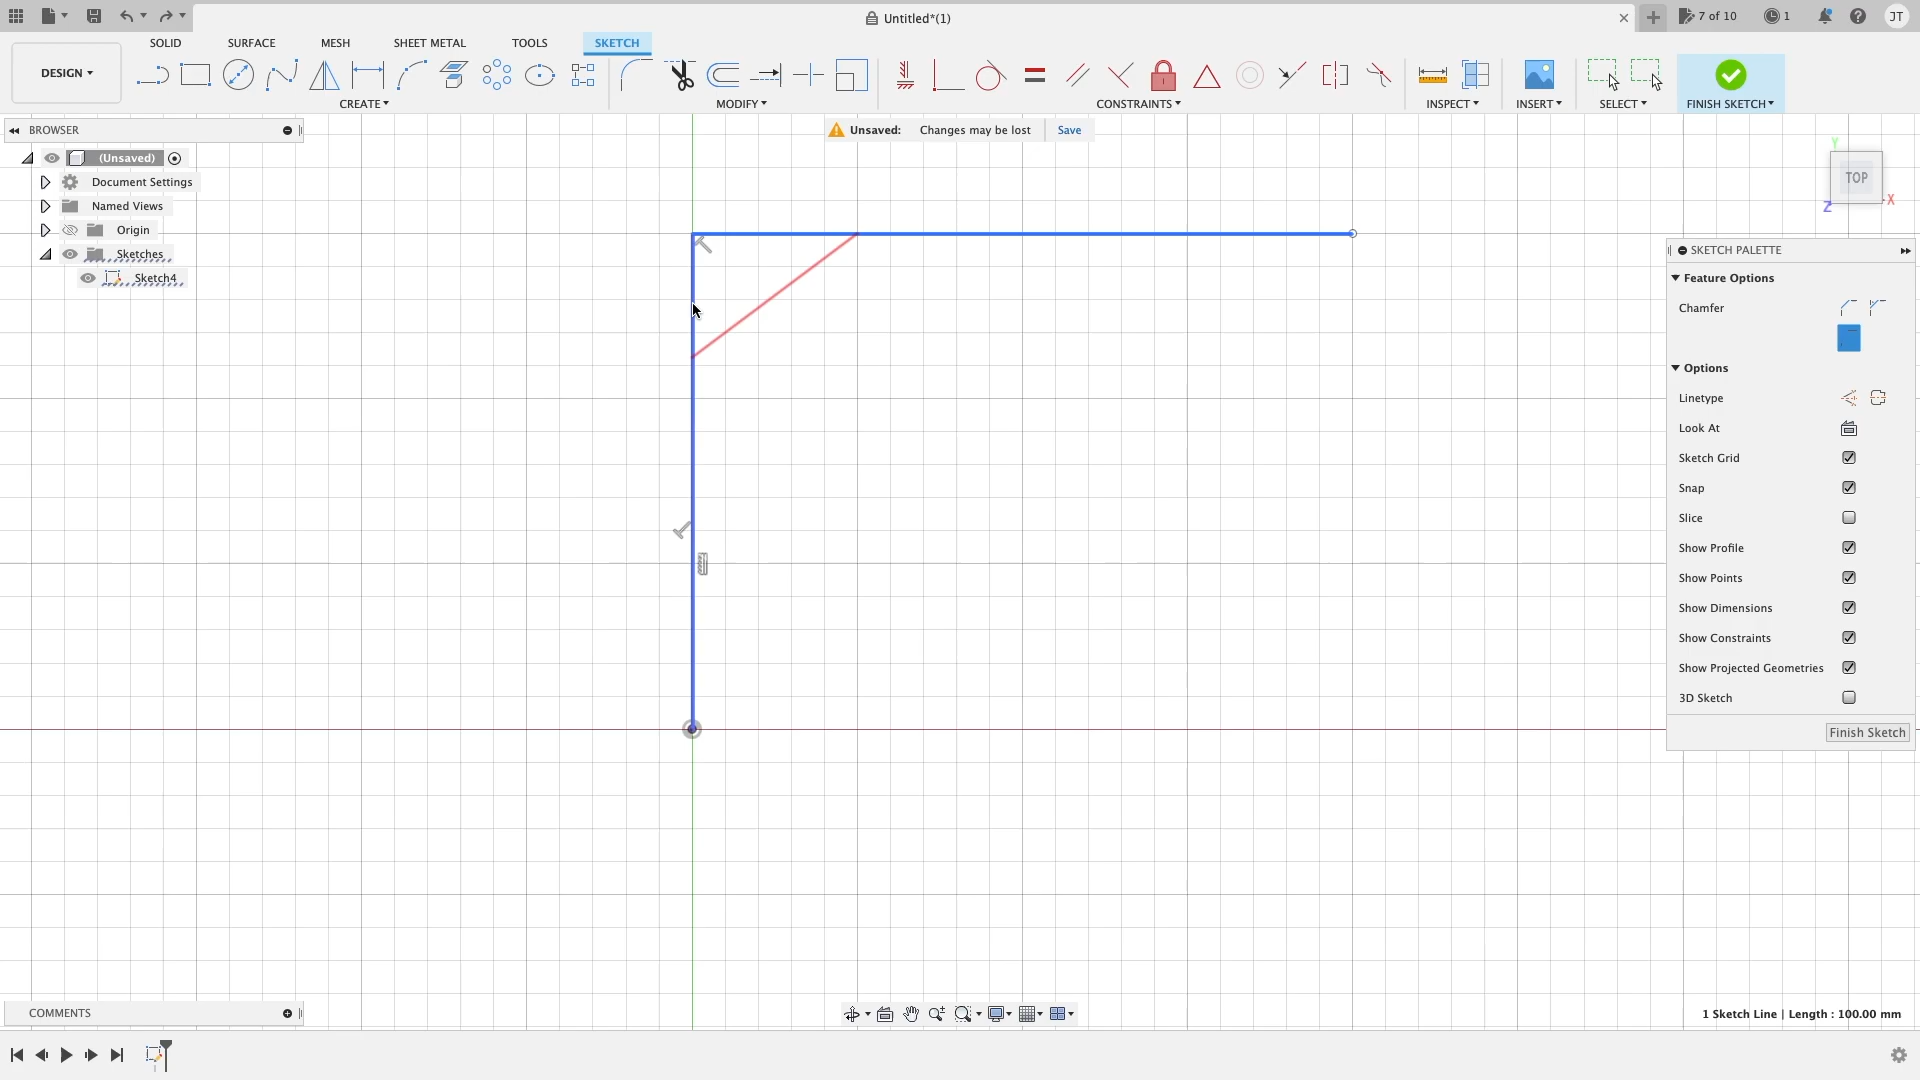 Untitled*(1)
7 of 10
1
JT
SOLID
SURFACE
MESH
SHEET METAL
TOOLS
SKETCH
DESIGN
CREATE
MODIFY
CONSTRAINTS
INSPECT
INSERT
SELECT
FINISH SKETCH
BROWSER
Unsaved: Changes may be lost Save
(Unsaved)
Document Settings
Named Views
Origin
Sketches
Sketch4
Y
TOP
X
Z
SKETCH PALETTE
Feature Options
Chamfer
Options
Linetype
Look At
Sketch Grid
Snap
Slice
Show Profile
Show Points
Show Dimensions
Show Constraints
Show Projected Geometries
3D Sketch
Finish Sketch
COMMENTS
1 Sketch Line | Length : 100.00 mm